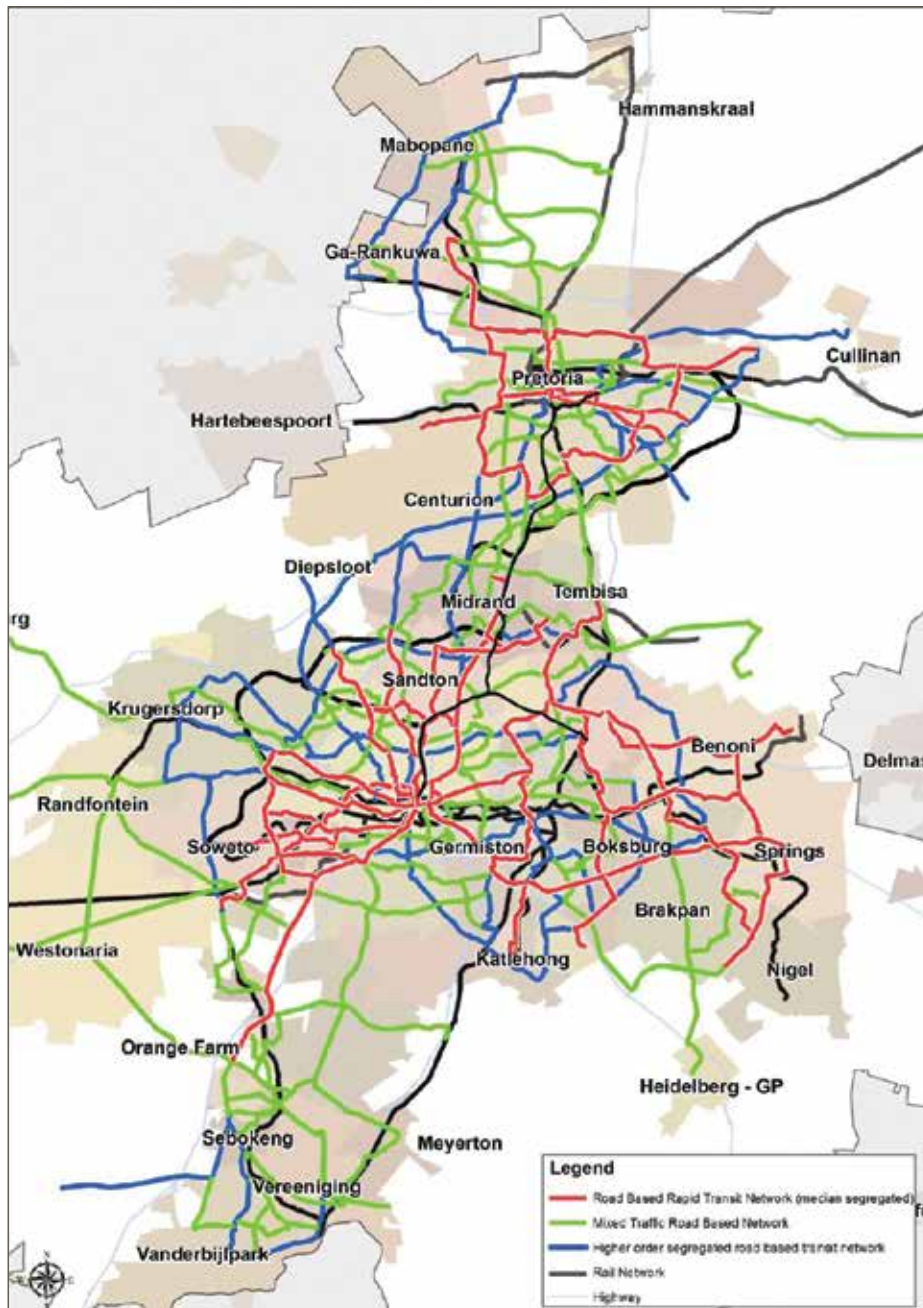 Hammanskraal
Mabopane
Ga-Rankuwa
Cullinan
Pretoria
Hartebeespoort
Centurion
Diepsloot
Tembisa
Midrand
rg
Sandton
Krugersdorp
Benoni
Delmas
Randfontein
Soweto
Germiston
Boksburg
Springs
Brakpan
Westonaria
Katlehong
Nigel
Orange Farm
Heidelberg - GP
Sebokeng
Meyerton
Vereeniging
Vanderbijlpark
Legend
Road Based Rapid Transit Network (median segregated)
Mixed Traffic Road Based Network
Higher order segregated road based transit network
Rail Network
Highway